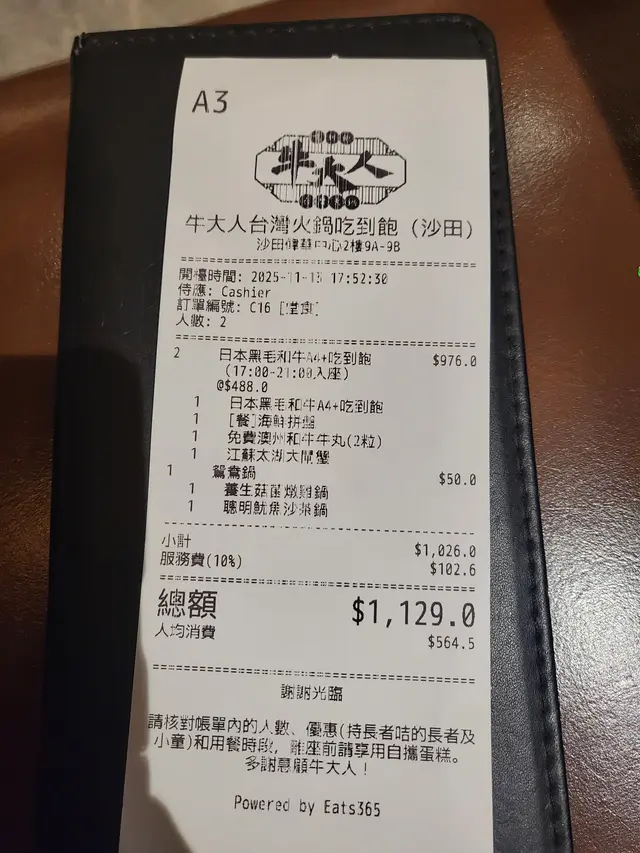 A3
牛大人
牛大人台灣火鍋吃到飽 (沙田)
沙田偉華中心2樓9A-9B
開檯時間: 2025-11-13 17:52:30
侍應: Cashier
訂單編號: C16 [堂食]
人數: 2
2 日本黑毛和牛A4+吃到飽 $976.0
(17:00-21:00入座)
@$488.0
1 日本黑毛和牛A4+吃到飽
1 [餐]海鮮拼盤
1 免費澳州和牛牛丸(2粒)
1 江蘇太湖大閘蟹
1 鴛鴦鍋 $50.0
1 養生菇菌燉雞鍋
1 聰明魷魚沙茶鍋
小計 $1,026.0
服務費(10%) $102.6
總額 $1,129.0
人均消費 $564.5
謝謝光臨
請核對帳單內的人數、優惠(持長者咭的長者及
小童)和用餐時段, 離座前請享用自攜蛋糕。
多謝惠顧牛大人!
Powered by Eats365